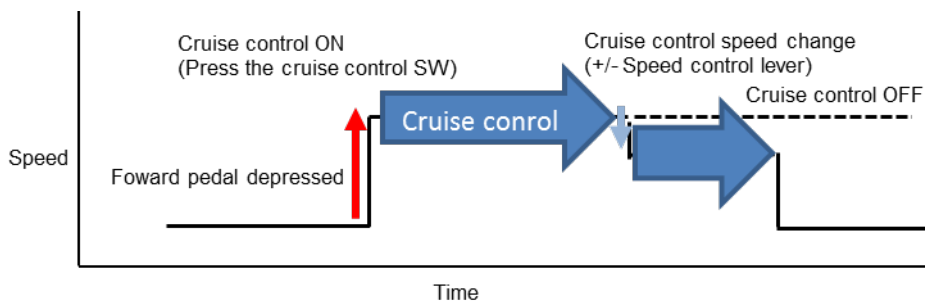 Cruise control ON
(Press the cruise control SW)
Cruise control speed change
(+/- Speed control lever)
Cruise control OFF
Cruise conrol
Speed
Foward pedal depressed
Time